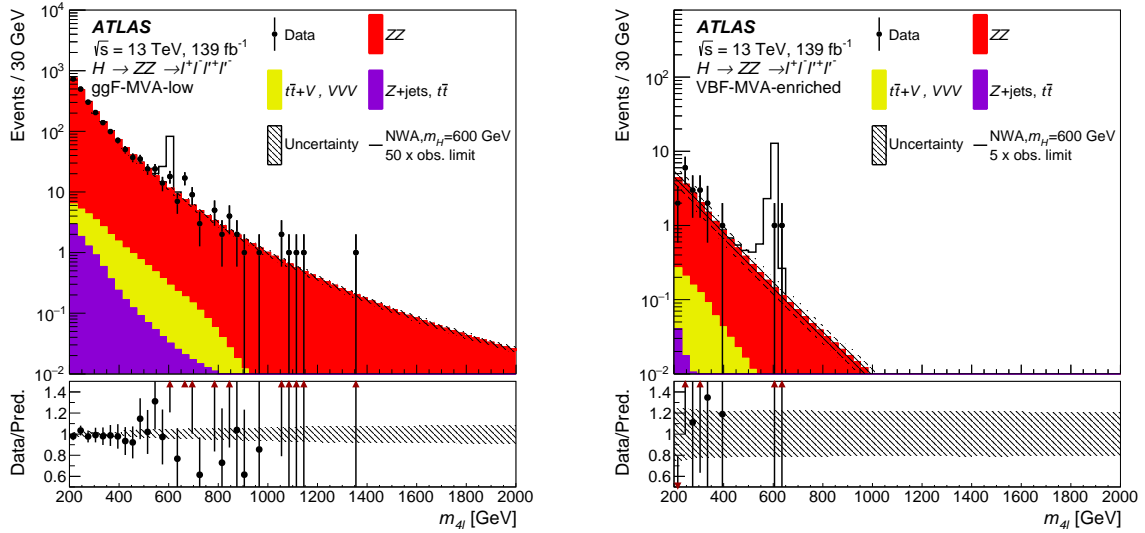 ATLAS
√s = 13 TeV, 139 fb⁻¹
H → ZZ → l⁺l⁻l'⁺l'⁻
ggF-MVA-low
Data
ZZ
tt̄+V , VVV
Z+jets, tt̄
Uncertainty
NWA,m_H=600 GeV
50 x obs. limit
Events / 30 GeV
10⁵
10⁴
10³
10²
10
1
10⁻¹
10⁻²
Data/Pred.
1.4
1.2
1
0.8
0.6
200 400 600 800 1000 1200 1400 1600 1800 2000
m_4l [GeV]
ATLAS
√s = 13 TeV, 139 fb⁻¹
H → ZZ → l⁺l⁻l'⁺l'⁻
VBF-MVA-enriched
Data
ZZ
tt̄+V , VVV
Z+jets, tt̄
Uncertainty
NWA,m_H=600 GeV
5 x obs. limit
Events / 30 GeV
10²
10
1
10⁻¹
10⁻²
Data/Pred.
1.4
1.2
1
0.8
0.6
200 400 600 800 1000 1200 1400 1600 1800 2000
m_4l [GeV]